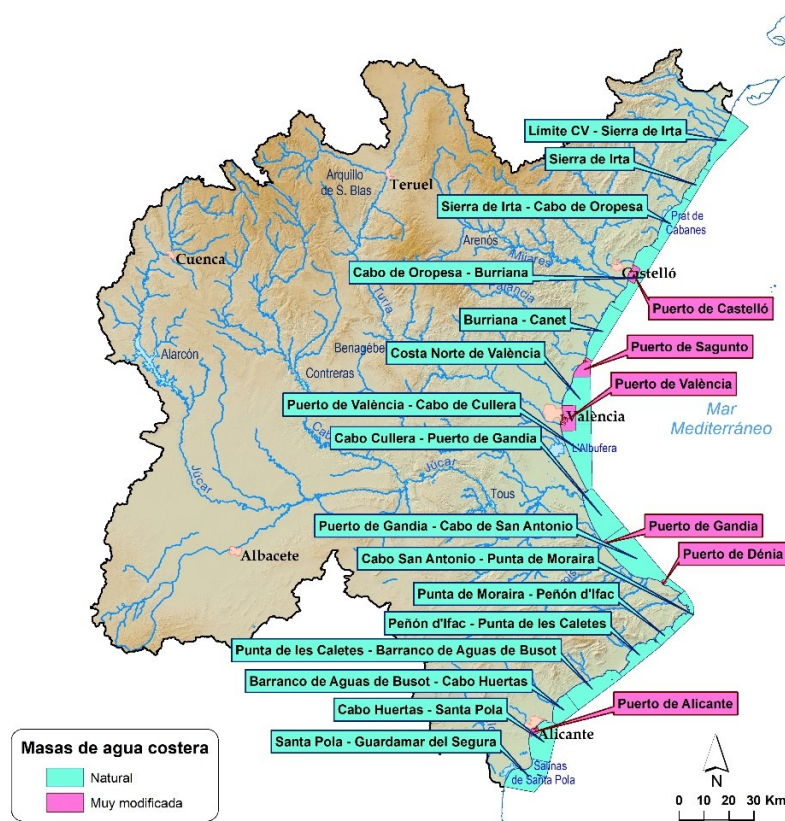 Límite CV - Sierra de Irta
Sierra de Irta
Arquillo
de S. Blas
Teruel
Sierra de Irta - Cabo de Oropesa
Prat de
Cabanes
Arenós
Mijares
Cuenca
Castelló
Cabo de Oropesa - Burriana
Palancia
Turia
Puerto de Castelló
Burriana - Canet
Alarcón
Contreras
Costa Norte de València
Puerto de Sagunto
Puerto de València
Puerto de València - Cabo de Cullera
València
Mar
Mediterráneo
Cabo Cullera - Puerto de Gandia
L'Albufera
Júcar
Júcar
Tous
Puerto de Gandia - Cabo de San Antonio
Puerto de Gandia
Albacete
Cabo San Antonio - Punta de Moraira
Puerto de Dénia
Punta de Moraira - Peñón d'Ifac
Peñón d'Ifac - Punta de les Caletes
Punta de les Caletes - Barranco de Aguas de Busot
Barranco de Aguas de Busot - Cabo Huertas
Cabo Huertas - Santa Pola
Puerto de Alicante
Alicante
Santa Pola - Guardamar del Segura
Salinas
de Santa Pola
Masas de agua costera
Natural
Muy modificada
N
0 10 20 30 Km